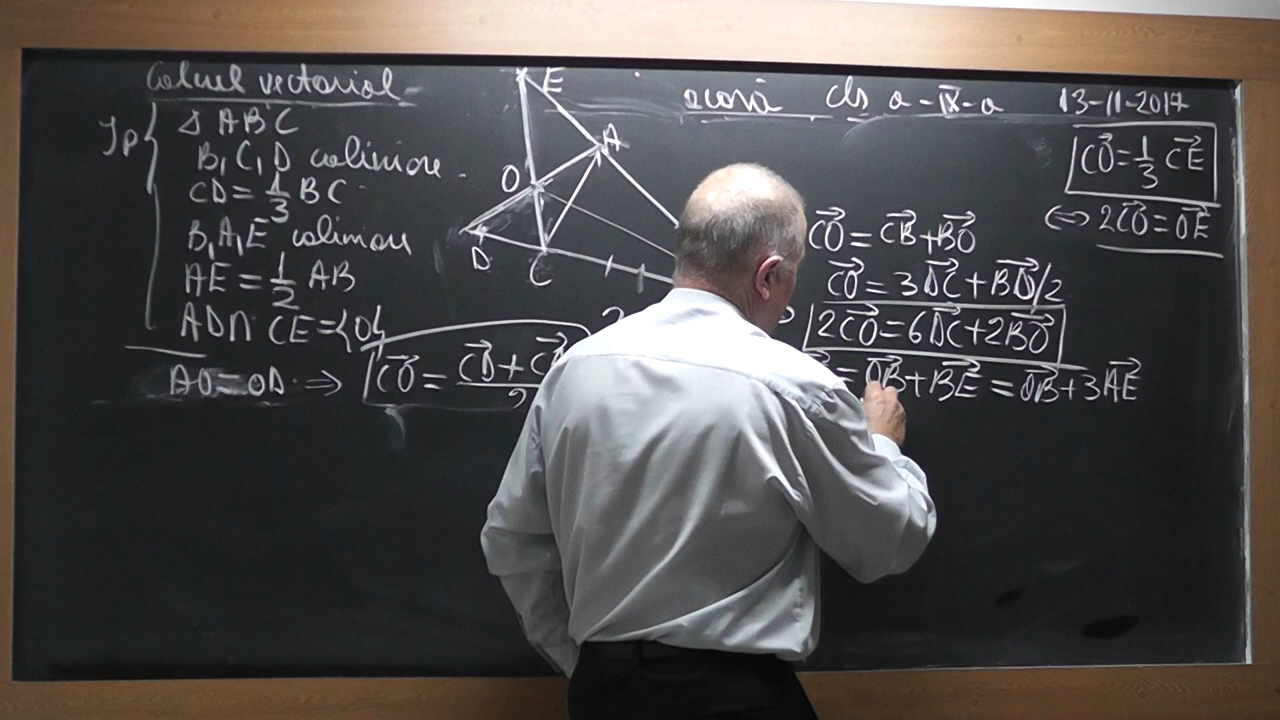 Calcul vectorial
acasă cls a-IX-a 13-11-2017
Ip { Δ ABC
B, C, D coliniare
CD = 1/3 BC
B, A, E coliniare
AE = 1/2 AB
AD ∩ CE = {O}
AO = OD ⇒ CO = CD + C
2
E
A
O
D
C
CO = CB + BO
CO = 3DC + BO /2
2CO = 6DC + 2BO
= OB + BE = OB + 3AE
CO = 1/3 CE
⇔ 2CO = OE